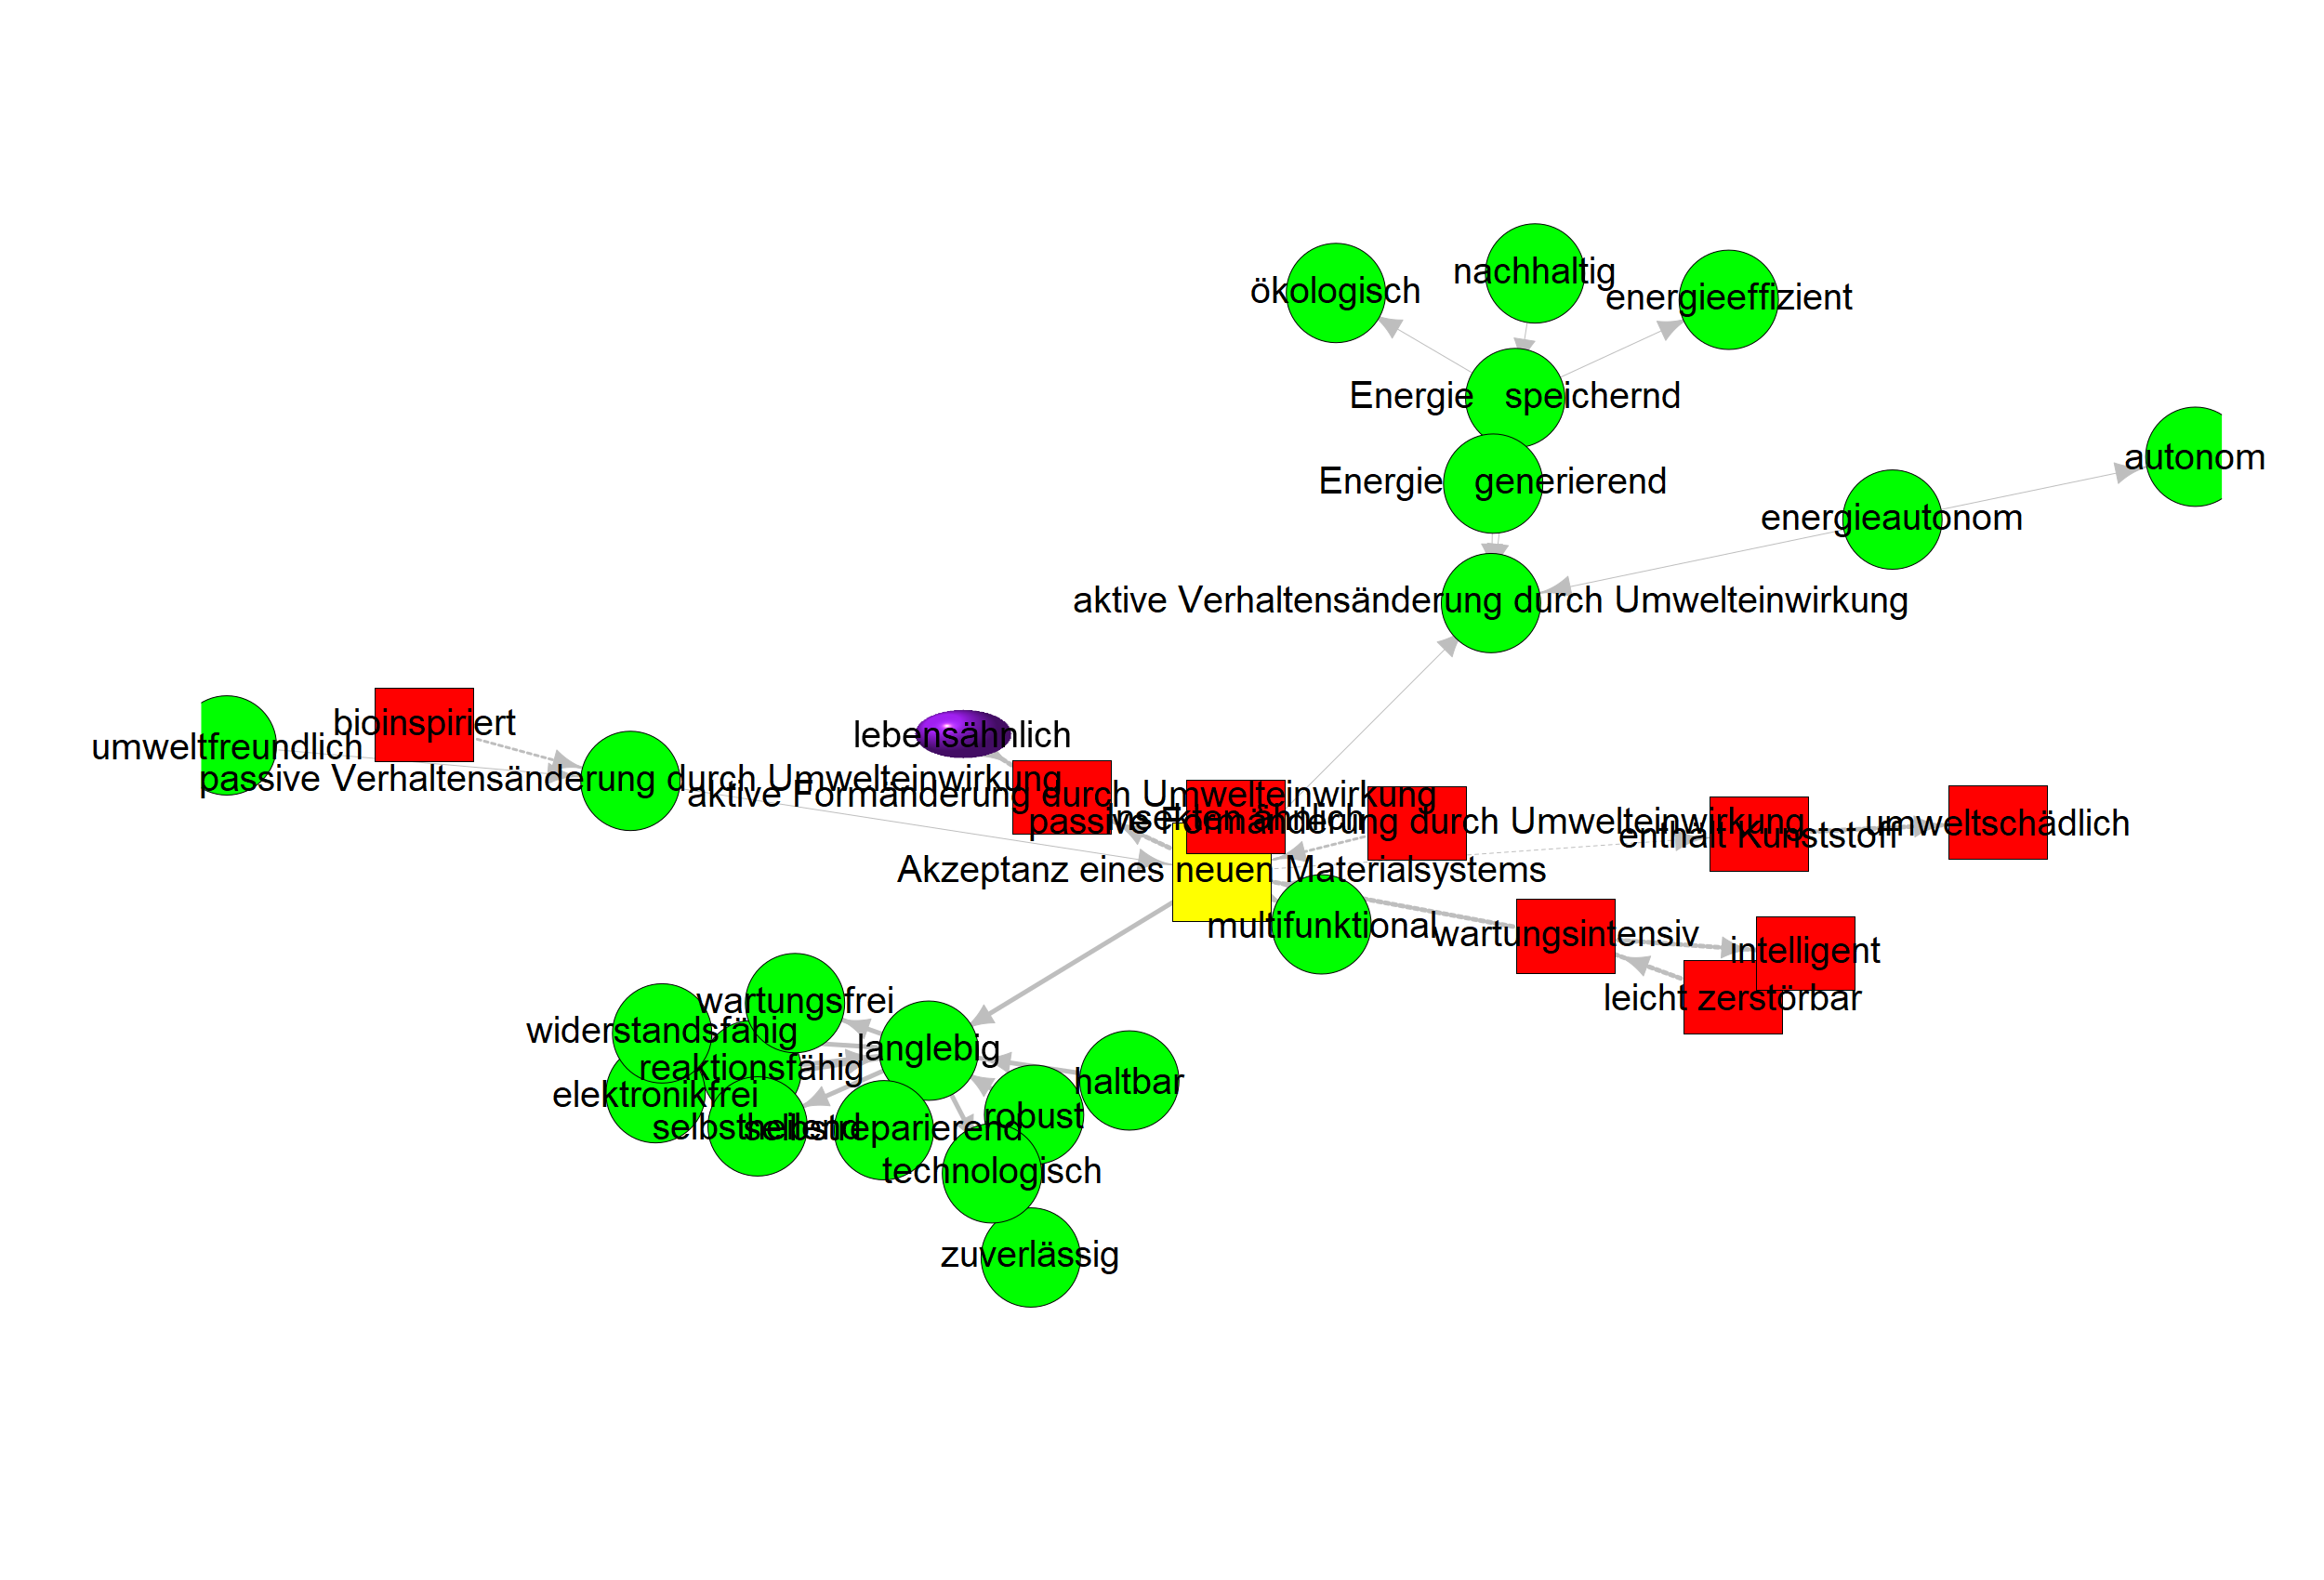 nachhaltig
ökologisch
energieeffizient
Energie speichernd
autonom
Energie generierend
energieautonom
aktive Verhaltensänderung durch Umwelteinwirkung
bioinspiriert
lebensähnlich
umweltfreundlich
passive Verhaltensänderung durch Umwelteinwirkung
aktive Formänderung durch Umwelteinwirkung
insekten ähnlich
passive Formänderung durch Umwelteinwirkung
umweltschädlich
enthält Kunststoff
Akzeptanz eines neuen Materialsystems
multifunktional
wartungsintensiv
intelligent
leicht zerstörbar
wartungsfrei
widerstandsfähig
langlebig
reaktionsfähig
haltbar
elektronikfrei
robust
selbstheilend
selbstreparierend
technologisch
zuverlässig